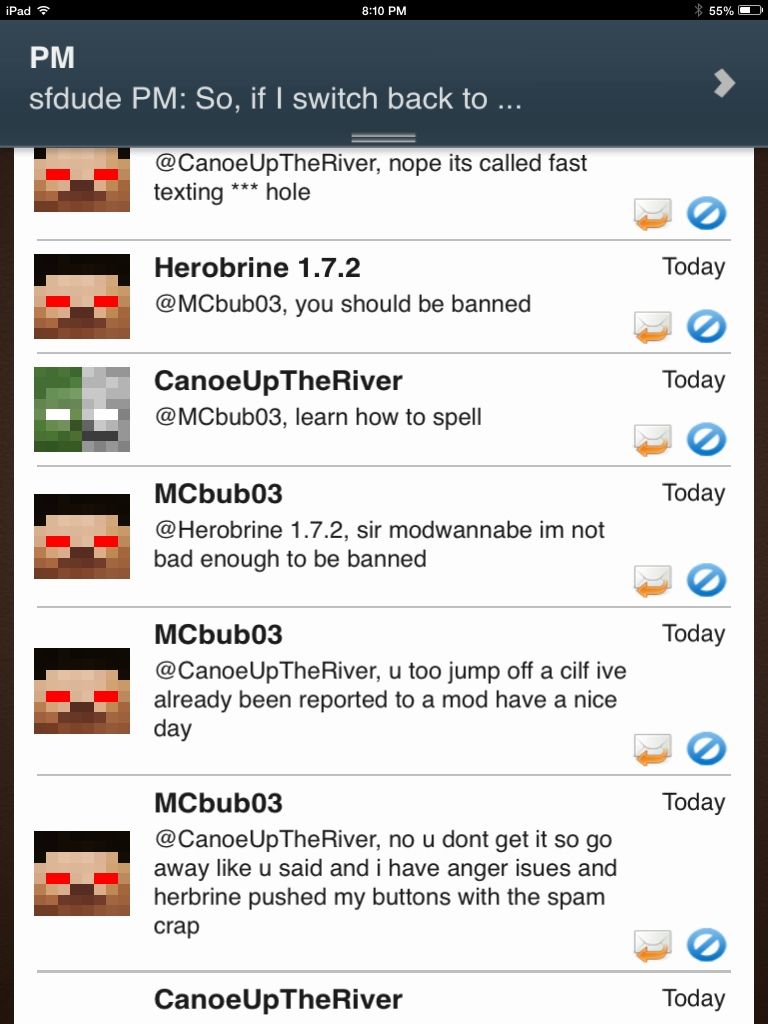 iPad 8:10 PM 55%
PM
sfdude PM: So, if I switch back to ...
@CanoeUpTheRiver, nope its called fast
texting *** hole
Herobrine 1.7.2 Today
@MCbub03, you should be banned
CanoeUpTheRiver Today
@MCbub03, learn how to spell
MCbub03 Today
@Herobrine 1.7.2, sir modwannabe im not
bad enough to be banned
MCbub03 Today
@CanoeUpTheRiver, u too jump off a cilf ive
already been reported to a mod have a nice
day
MCbub03 Today
@CanoeUpTheRiver, no u dont get it so go
away like u said and i have anger isues and
herbrine pushed my buttons with the spam
crap
CanoeUpTheRiver Today